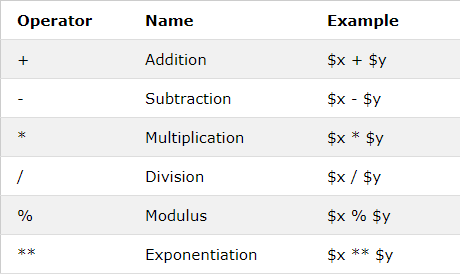 Operator Name Example
+ Addition $x + $y
- Subtraction $x - $y
* Multiplication $x * $y
/ Division $x / $y
% Modulus $x % $y
** Exponentiation $x ** $y